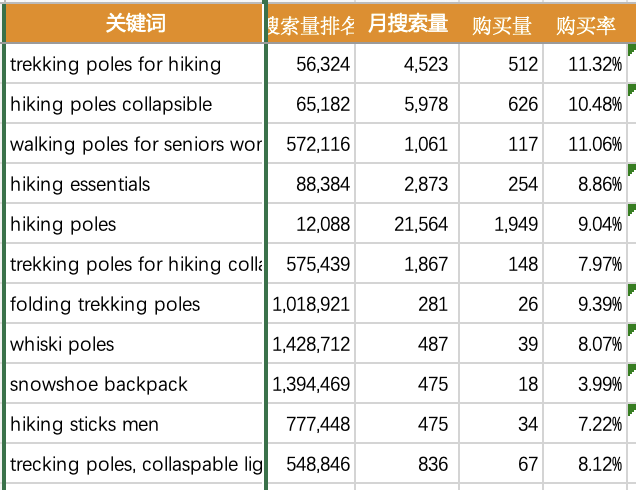 关键词 搜索量排名 月搜索量 购买量 购买率
trekking poles for hiking 56,324 4,523 512 11.32%
hiking poles collapsible 65,182 5,978 626 10.48%
walking poles for seniors wor 572,116 1,061 117 11.06%
hiking essentials 88,384 2,873 254 8.86%
hiking poles 12,088 21,564 1,949 9.04%
trekking poles for hiking colla 575,439 1,867 148 7.97%
folding trekking poles 1,018,921 281 26 9.39%
whiski poles 1,428,712 487 39 8.07%
snowshoe backpack 1,394,469 475 18 3.99%
hiking sticks men 777,448 475 34 7.22%
trecking poles, collaspable lig 548,846 836 67 8.12%